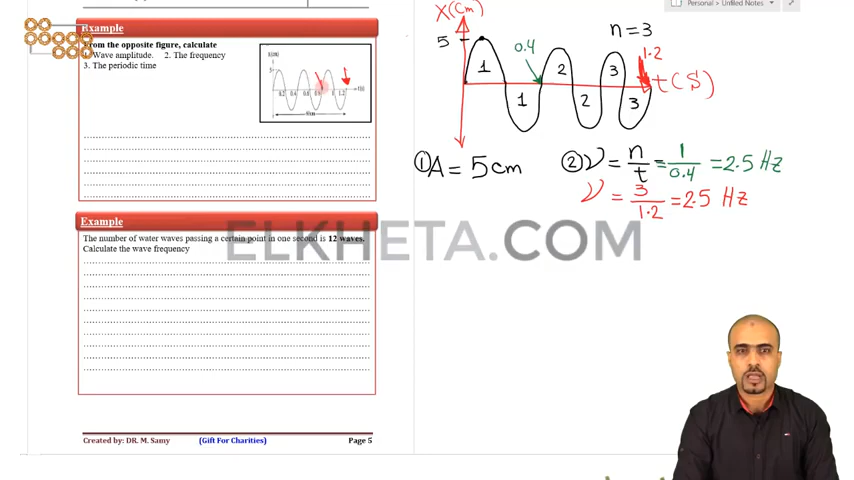 Example
From the opposite figure, calculate
1. Wave amplitude. 2. The frequency
3. The periodic time
Example
The number of water waves passing a certain point in one second is 12 waves.
Calculate the wave frequency
Created by: DR. M. Samy (Gift For Charities) Page 5
Personal > Unfiled Notes
X(Cm)
n=3
5
0.4
1.2
1 2 3
t(S)
1 2 3
① A = 5cm
② ν = n/t = 1/0.4 = 2.5 Hz
ν = 3/1.2 = 2.5 Hz
ELKHETA.COM